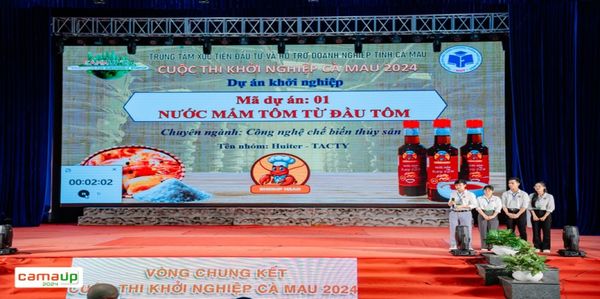 TRUNG TÂM XÚC TIẾN ĐẦU TƯ VÀ HỖ TRỢ DOANH NGHIỆP TỈNH CÀ MAU
CUỘC THI KHỞI NGHIỆP CÀ MAU 2024
Dự án khởi nghiệp
Mã dự án: 01
NƯỚC MẮM TÔM TỪ ĐẦU TÔM
Chuyên ngành: Công nghệ chế biến thủy sản
Tên nhóm: Huiter - TACTY
00:02:02
camaup
2024
VÒNG CHUNG KẾT
CUỘC THI KHỞI NGHIỆP CÀ MAU 2024